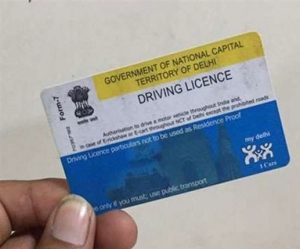 Form-7
GOVERNMENT OF NATIONAL CAPITAL
TERRITORY OF DELHI
DRIVING LICENCE
Authorisation to drive a motor vehicle throughout India and,
in case of E-rickshaw or E-cart throughout NCT of Delhi except the prohibited roads
Driving Licence particulars not to be used as Residence Proof
my delhi
I Care
only if you must; use public transport